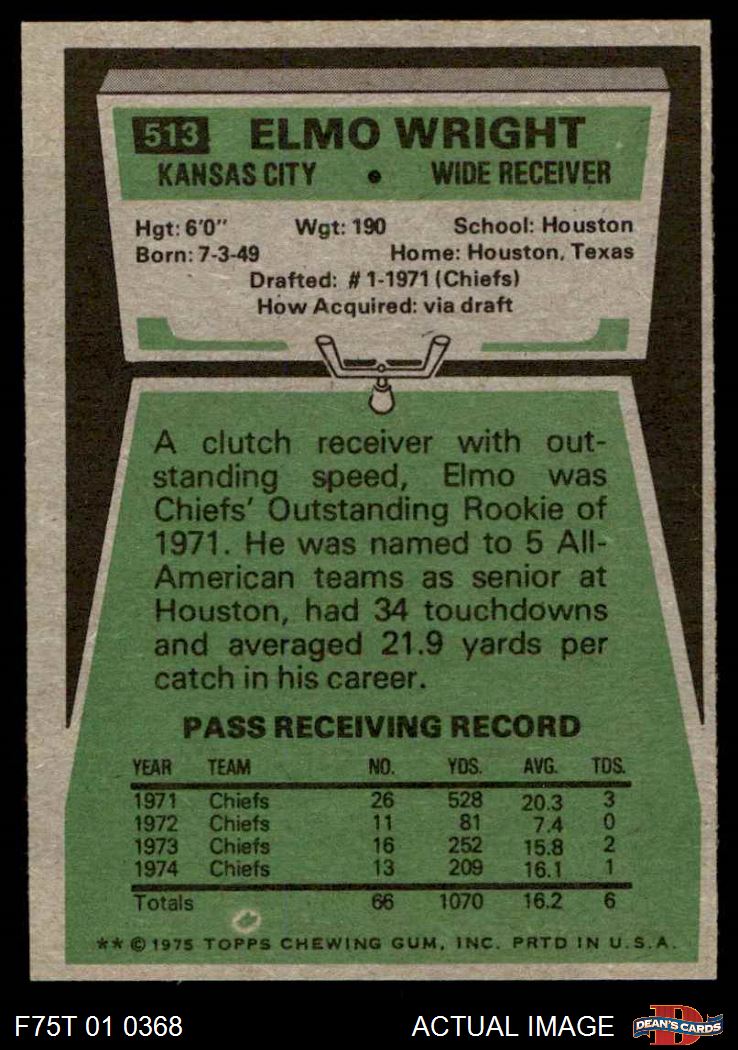 513 ELMO WRIGHT
KANSAS CITY • WIDE RECEIVER
Hgt: 6'0" Wgt: 190 School: Houston
Born: 7-3-49 Home: Houston, Texas
Drafted: #1-1971 (Chiefs)
How Acquired: via draft
A clutch receiver with out-
standing speed, Elmo was
Chiefs' Outstanding Rookie of
1971. He was named to 5 All-
American teams as senior at
Houston, had 34 touchdowns
and averaged 21.9 yards per
catch in his career.
PASS RECEIVING RECORD
YEAR TEAM NO. YDS. AVG. TDS.
1971 Chiefs 26 528 20.3 3
1972 Chiefs 11 81 7.4 0
1973 Chiefs 16 252 15.8 2
1974 Chiefs 13 209 16.1 1
Totals 66 1070 16.2 6
** © 1975 TOPPS CHEWING GUM, INC. PRTD IN U.S.A.
F75T 01 0368 ACTUAL IMAGE D DEAN'S CARDS